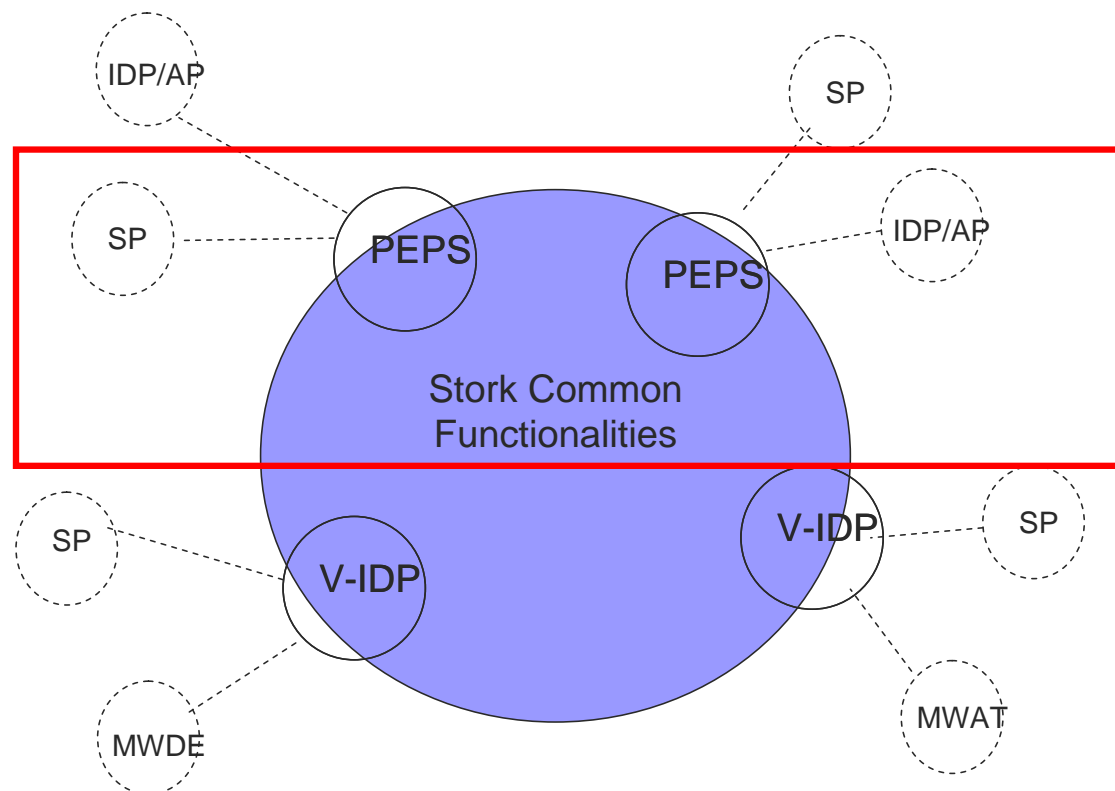 IDP/AP
SP
SP
IDP/AP
PEPS
PEPS
Stork Common
Functionalities
SP
V-IDP
SP
V-IDP
MWAT
MWDE